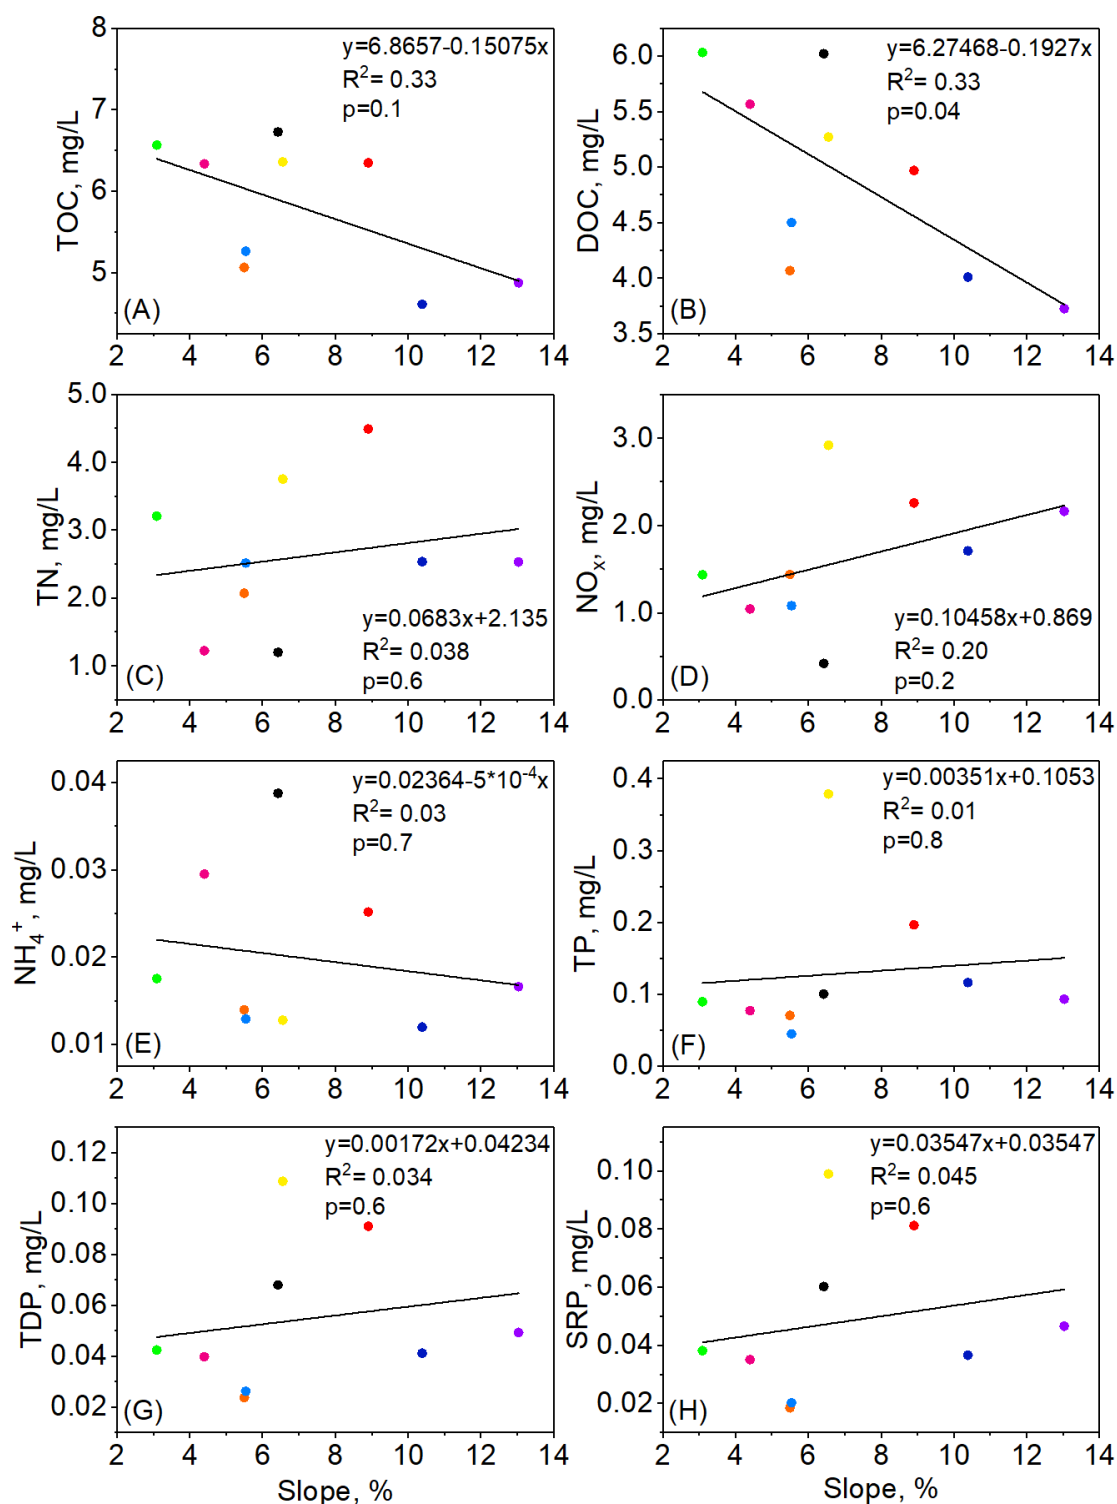 8
7
6
5
TOC, mg/L
y=6.8657-0.15075x
R²= 0.33
p=0.1
(A)
2 4 6 8 10 12 14
6.0
5.5
5.0
4.5
4.0
3.5
DOC, mg/L
y=6.27468-0.1927x
R²= 0.33
p=0.04
(B)
2 4 6 8 10 12 14
5.0
4.0
3.0
2.0
1.0
TN, mg/L
y=0.0683x+2.135
R²= 0.038
p=0.6
(C)
2 4 6 8 10 12 14
3.0
2.0
1.0
0.0
NOₓ, mg/L
y=0.10458x+0.869
R²= 0.20
p=0.2
(D)
2 4 6 8 10 12 14
0.04
0.03
0.02
0.01
NH₄⁺, mg/L
y=0.02364-5*10⁻⁴x
R²= 0.03
p=0.7
(E)
2 4 6 8 10 12 14
0.4
0.3
0.2
0.1
0.0
TP, mg/L
y=0.00351x+0.1053
R²= 0.01
p=0.8
(F)
2 4 6 8 10 12 14
0.12
0.10
0.08
0.06
0.04
0.02
TDP, mg/L
y=0.00172x+0.04234
R²= 0.034
p=0.6
(G)
2 4 6 8 10 12 14
Slope, %
0.10
0.08
0.06
0.04
0.02
SRP, mg/L
y=0.03547x+0.03547
R²= 0.045
p=0.6
(H)
2 4 6 8 10 12 14
Slope, %